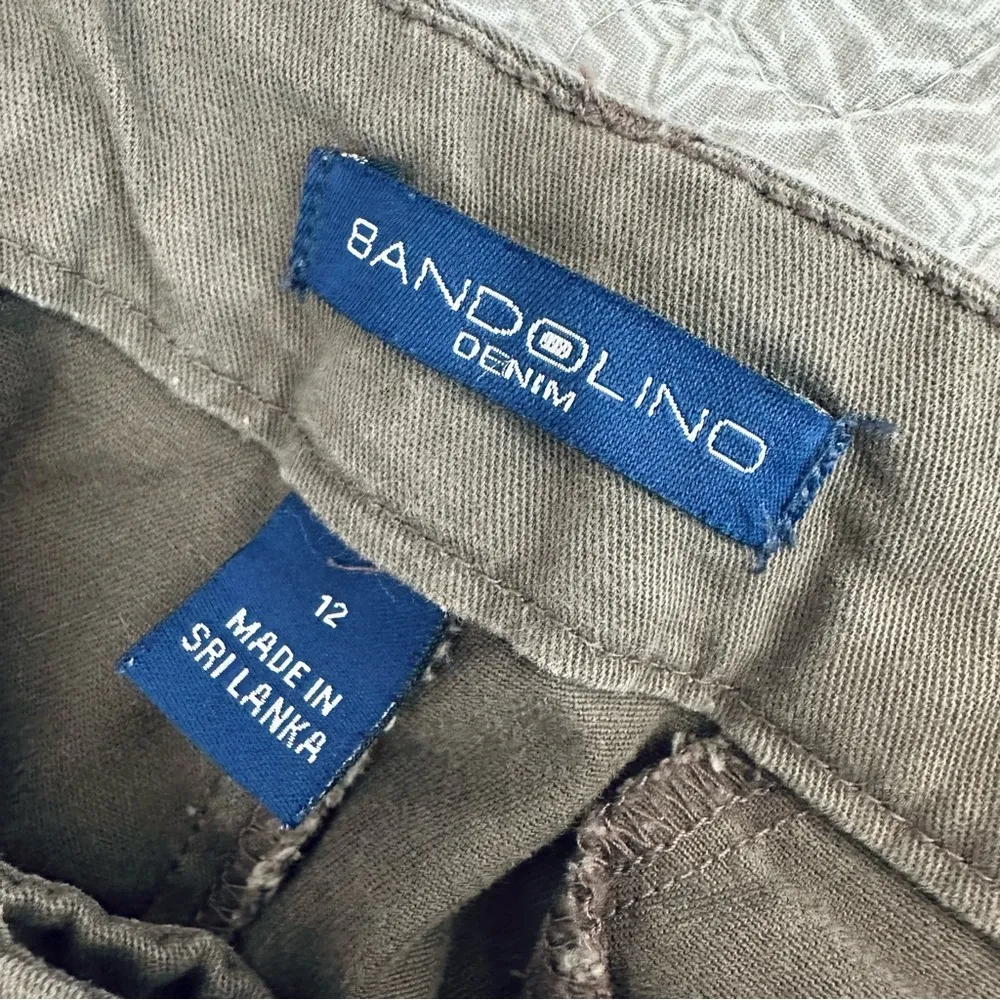 BANDOLINO
DENIM
12
MADE IN
SRI LANKA